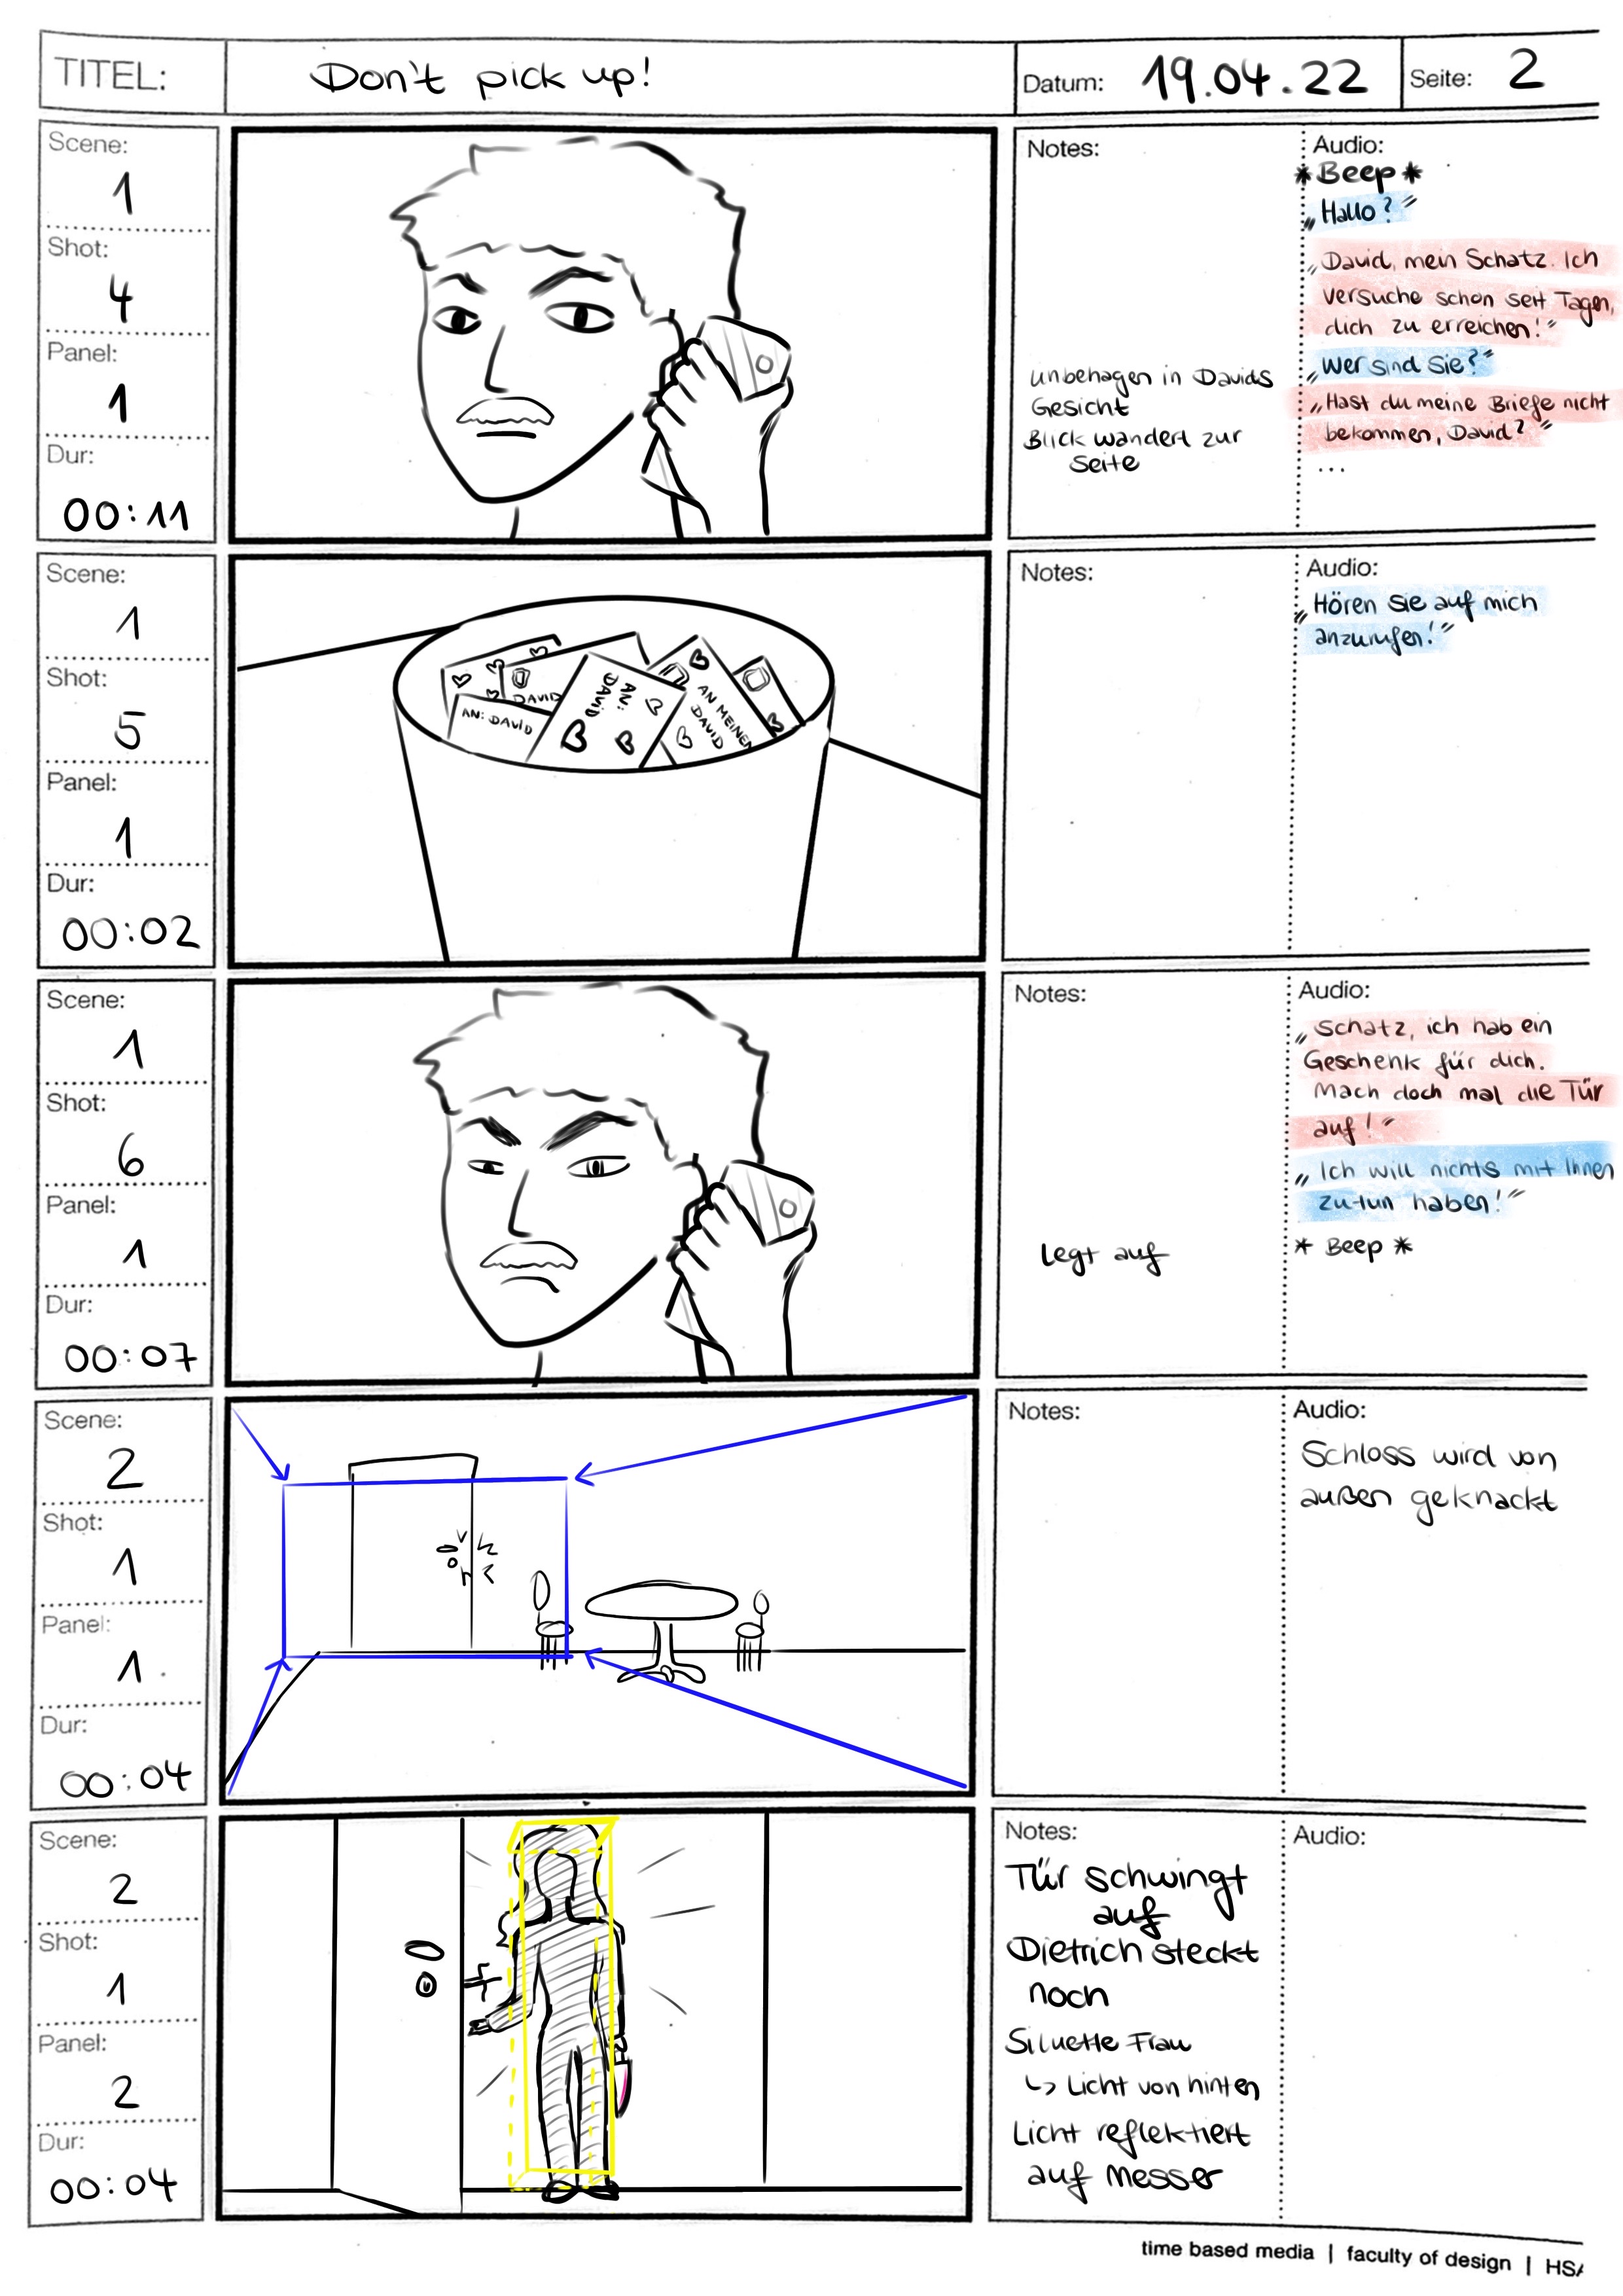 TITEL: Don't pick up! Datum: 19.04.22 Seite: 2
Scene:
1
Shot:
4
Panel:
1
Dur:
00:11
Notes:
unbehagen in Davids
Gesicht
Blick wandert zur
Seite
Audio:
*Beep*
„Hallo?"
„David, mein Schatz. Ich
versuche schon seit Tagen,
dich zu erreichen!"
„Wer sind Sie?"
„Hast du meine Briefe nicht
bekommen, David?"
...
Scene:
1
Shot:
5
Panel:
1
Dur:
00:02
DAVID
AN: DAVID
AN:
DAVID
AN MEINEN
DAVID
Notes:
Audio:
„Hören Sie auf mich
anzurufen!"
Scene:
1
Shot:
6
Panel:
1
Dur:
00:07
Notes:
Legt auf
Audio:
„Schatz, ich hab ein
Geschenk für dich.
Mach doch mal die Tür
auf!"
„Ich will nichts mit Ihnen
zutun haben!"
* Beep *
Scene:
2
Shot:
1
Panel:
1
Dur:
00:04
Notes:
Audio:
Schloss wird von
außen geknackt
Scene:
2
Shot:
1
Panel:
2
Dur:
00:04
Notes:
Tür schwingt
auf
Dietrich steckt
noch
Siluette Frau
↳ Licht von hinten
Licht reflektiert
auf Messer
Audio:
time based media | faculty of design | HSA